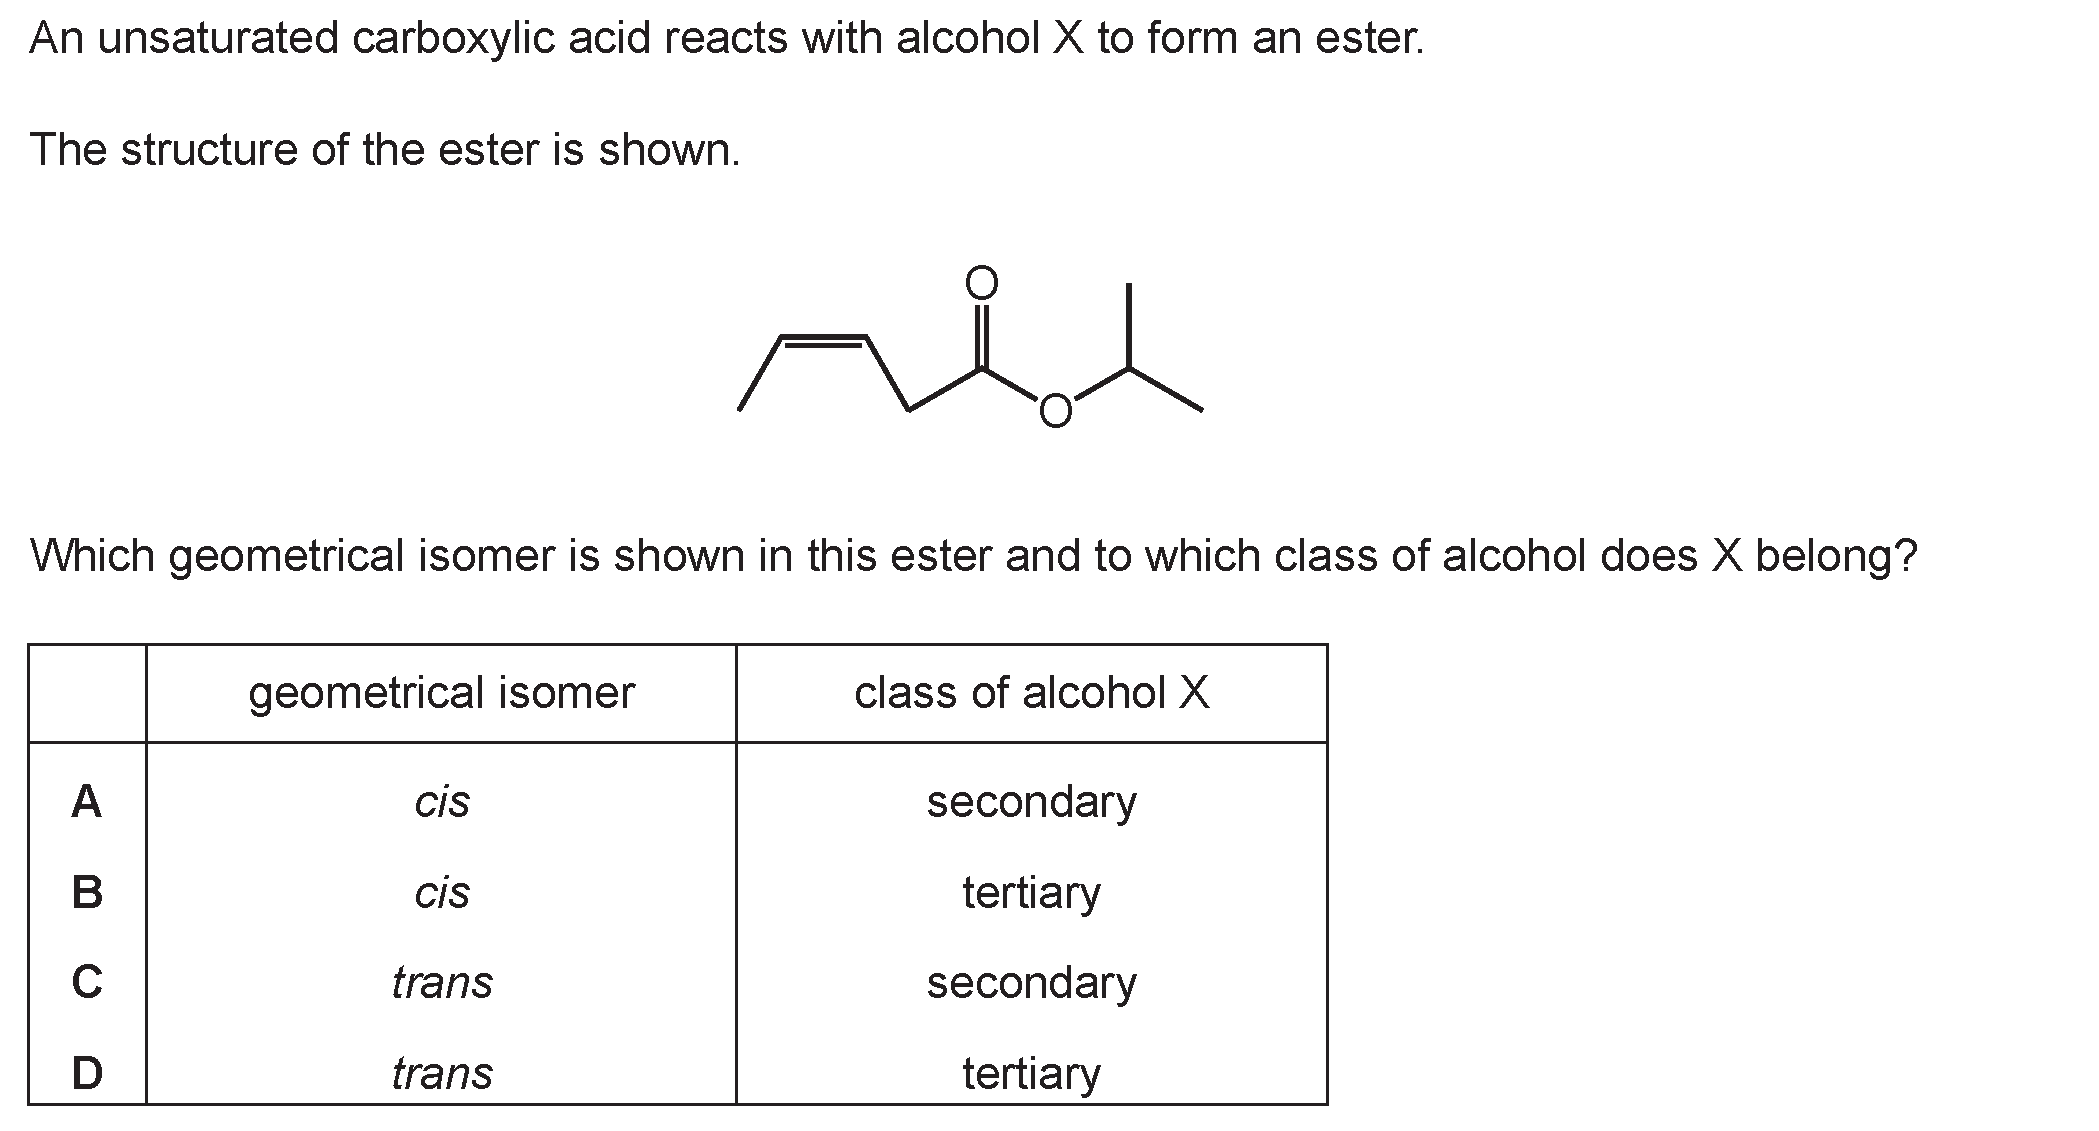 An unsaturated carboxylic acid reacts with alcohol X to form an ester.
The structure of the ester is shown.
O
O
Which geometrical isomer is shown in this ester and to which class of alcohol does X belong?
geometrical isomer class of alcohol X
A cis secondary
B cis tertiary
C trans secondary
D trans tertiary